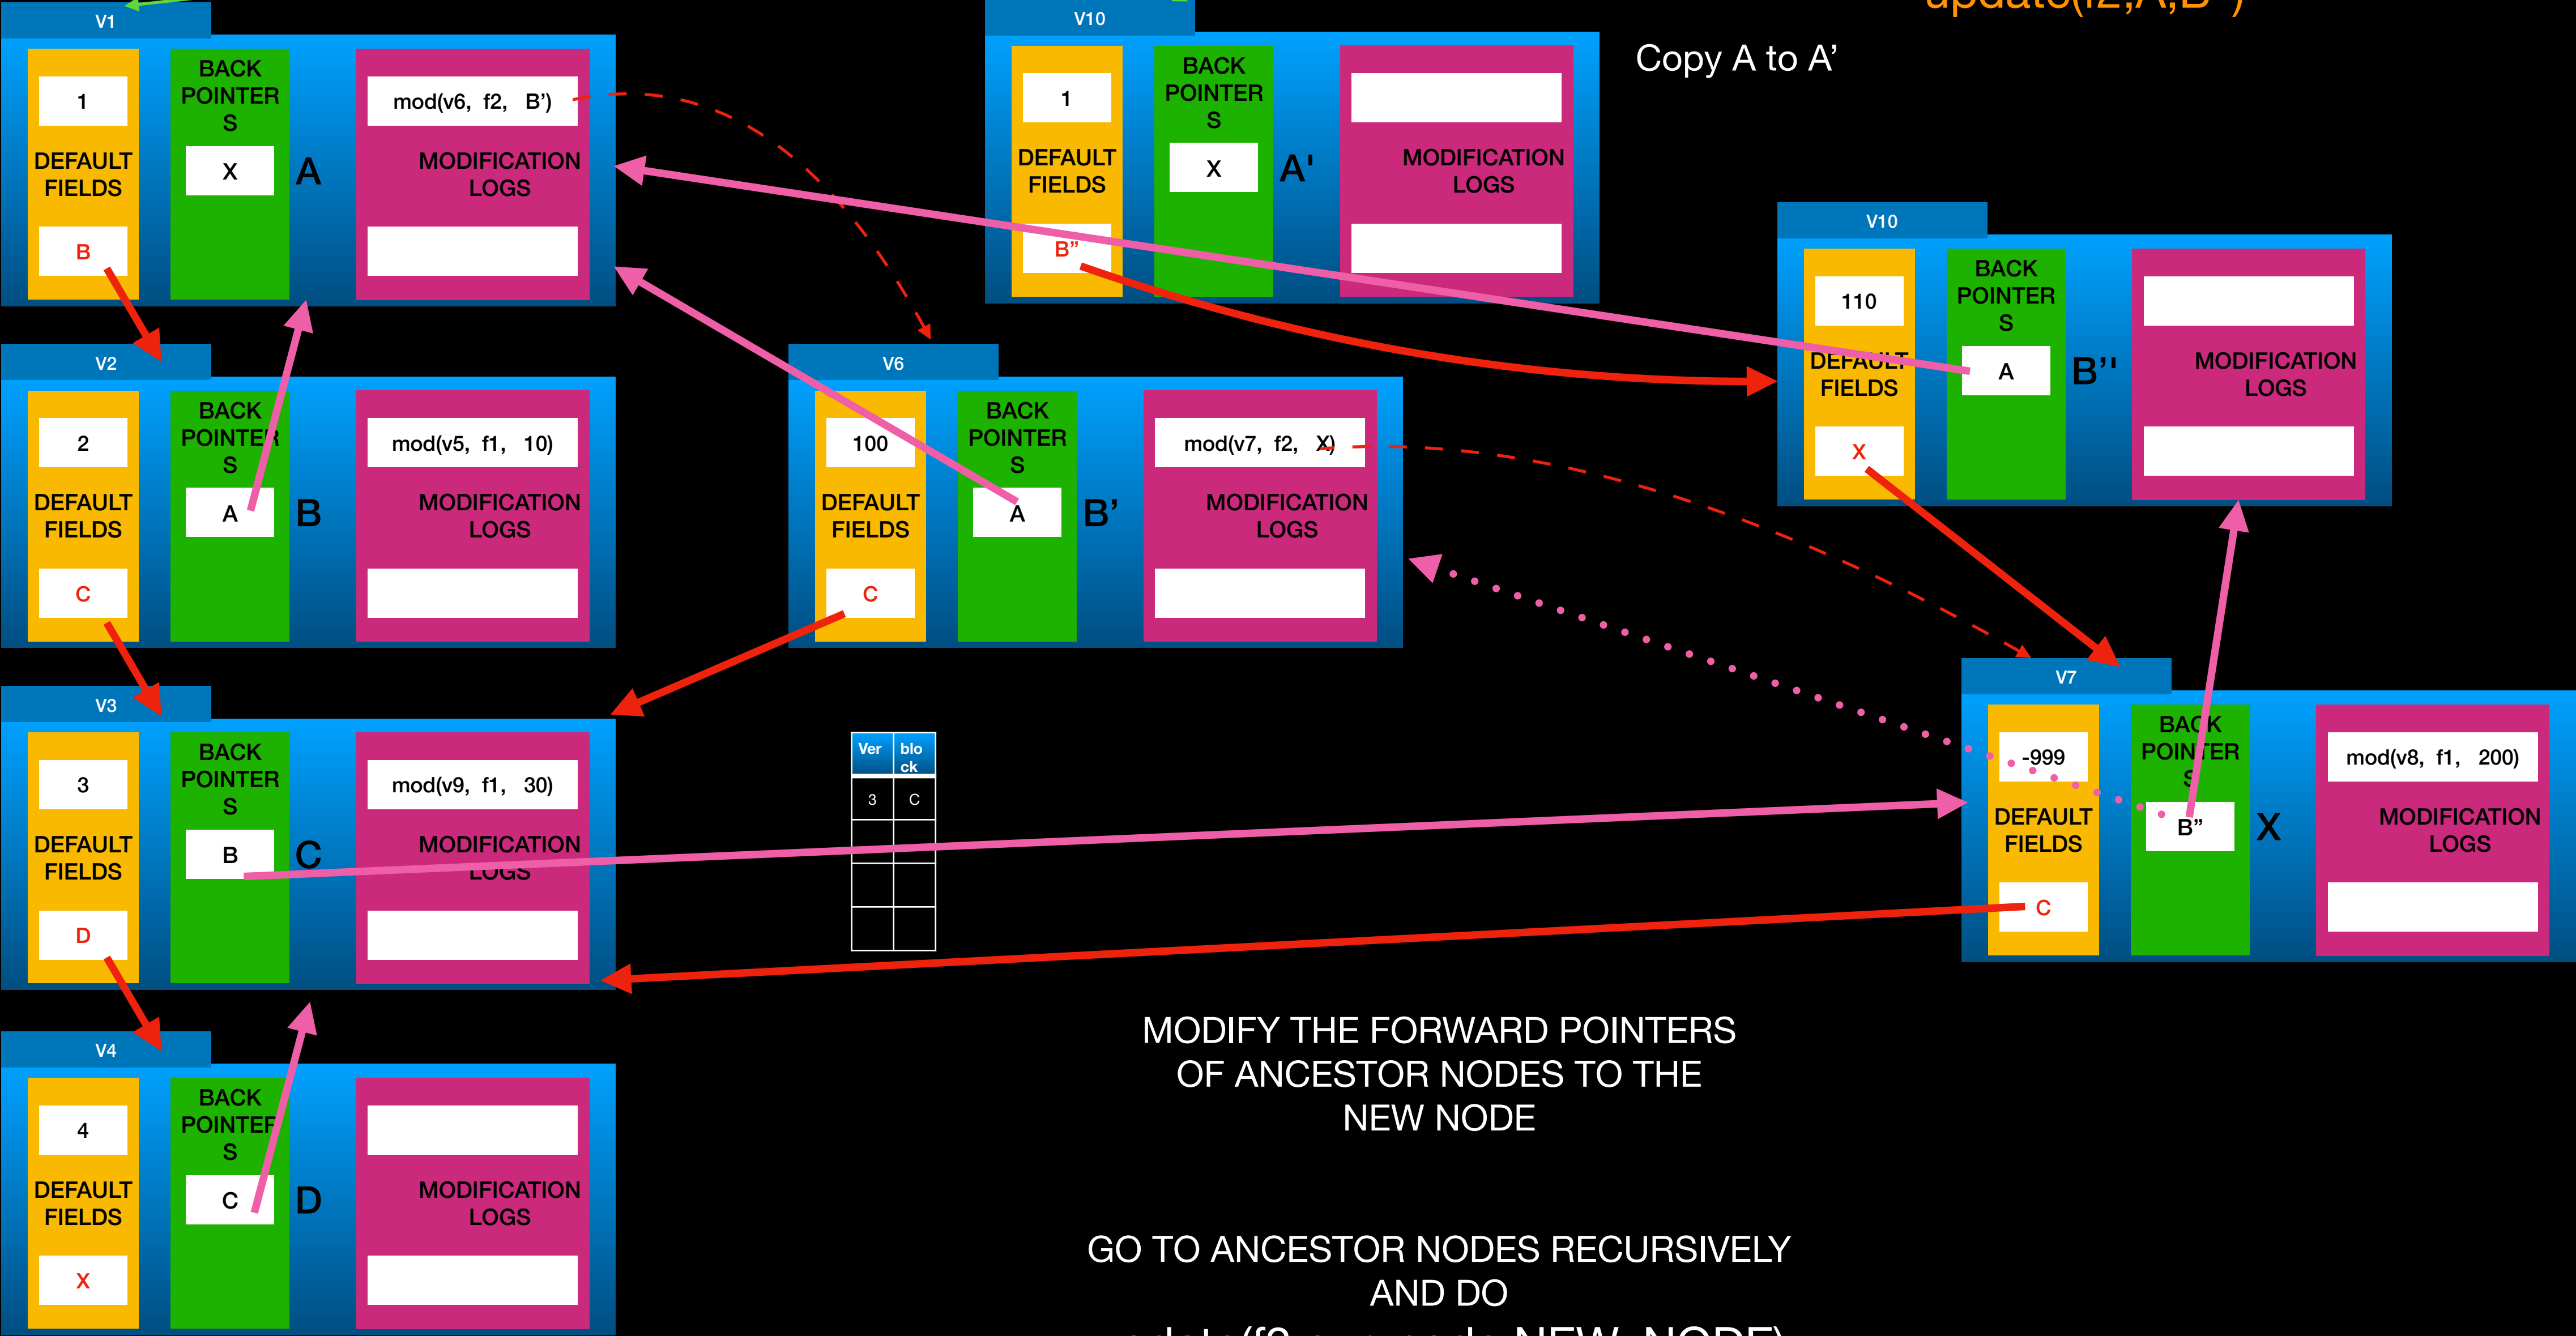 V1
1
DEFAULT
FIELDS
B
BACK
POINTER
S
X
A
mod(v6, f2, B’)
MODIFICATION
LOGS
V10
1
DEFAULT
FIELDS
B”
BACK
POINTER
S
X
A'
MODIFICATION
LOGS
update(f2,A,B”)
Copy A to A’
V10
110
DEFAULT
FIELDS
X
BACK
POINTER
S
A
B’'
MODIFICATION
LOGS
V2
2
DEFAULT
FIELDS
C
BACK
POINTER
S
A
B
mod(v5, f1, 10)
MODIFICATION
LOGS
V6
100
DEFAULT
FIELDS
C
BACK
POINTER
S
A
B’
mod(v7, f2, X)
MODIFICATION
LOGS
V3
3
DEFAULT
FIELDS
D
BACK
POINTER
S
B
C
mod(v9, f1, 30)
MODIFICATION
LOGS
Ver
blo
ck
3
C
V7
-999
DEFAULT
FIELDS
C
BACK
POINTER
S
B”
X
mod(v8, f1, 200)
MODIFICATION
LOGS
V4
4
DEFAULT
FIELDS
X
BACK
POINTER
S
C
D
MODIFICATION
LOGS
MODIFY THE FORWARD POINTERS
OF ANCESTOR NODES TO THE
NEW NODE
GO TO ANCESTOR NODES RECURSIVELY
AND DO